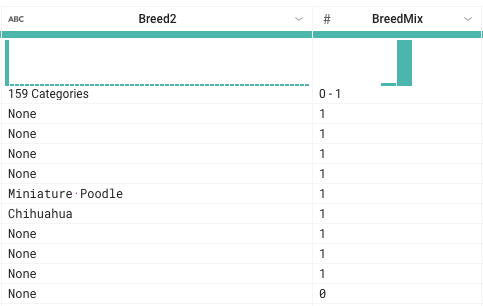 ABC Breed2 # BreedMix
159 Categories 0 - 1
None 1
None 1
None 1
None 1
Miniature·Poodle 1
Chihuahua 1
None 1
None 1
None 1
None 0